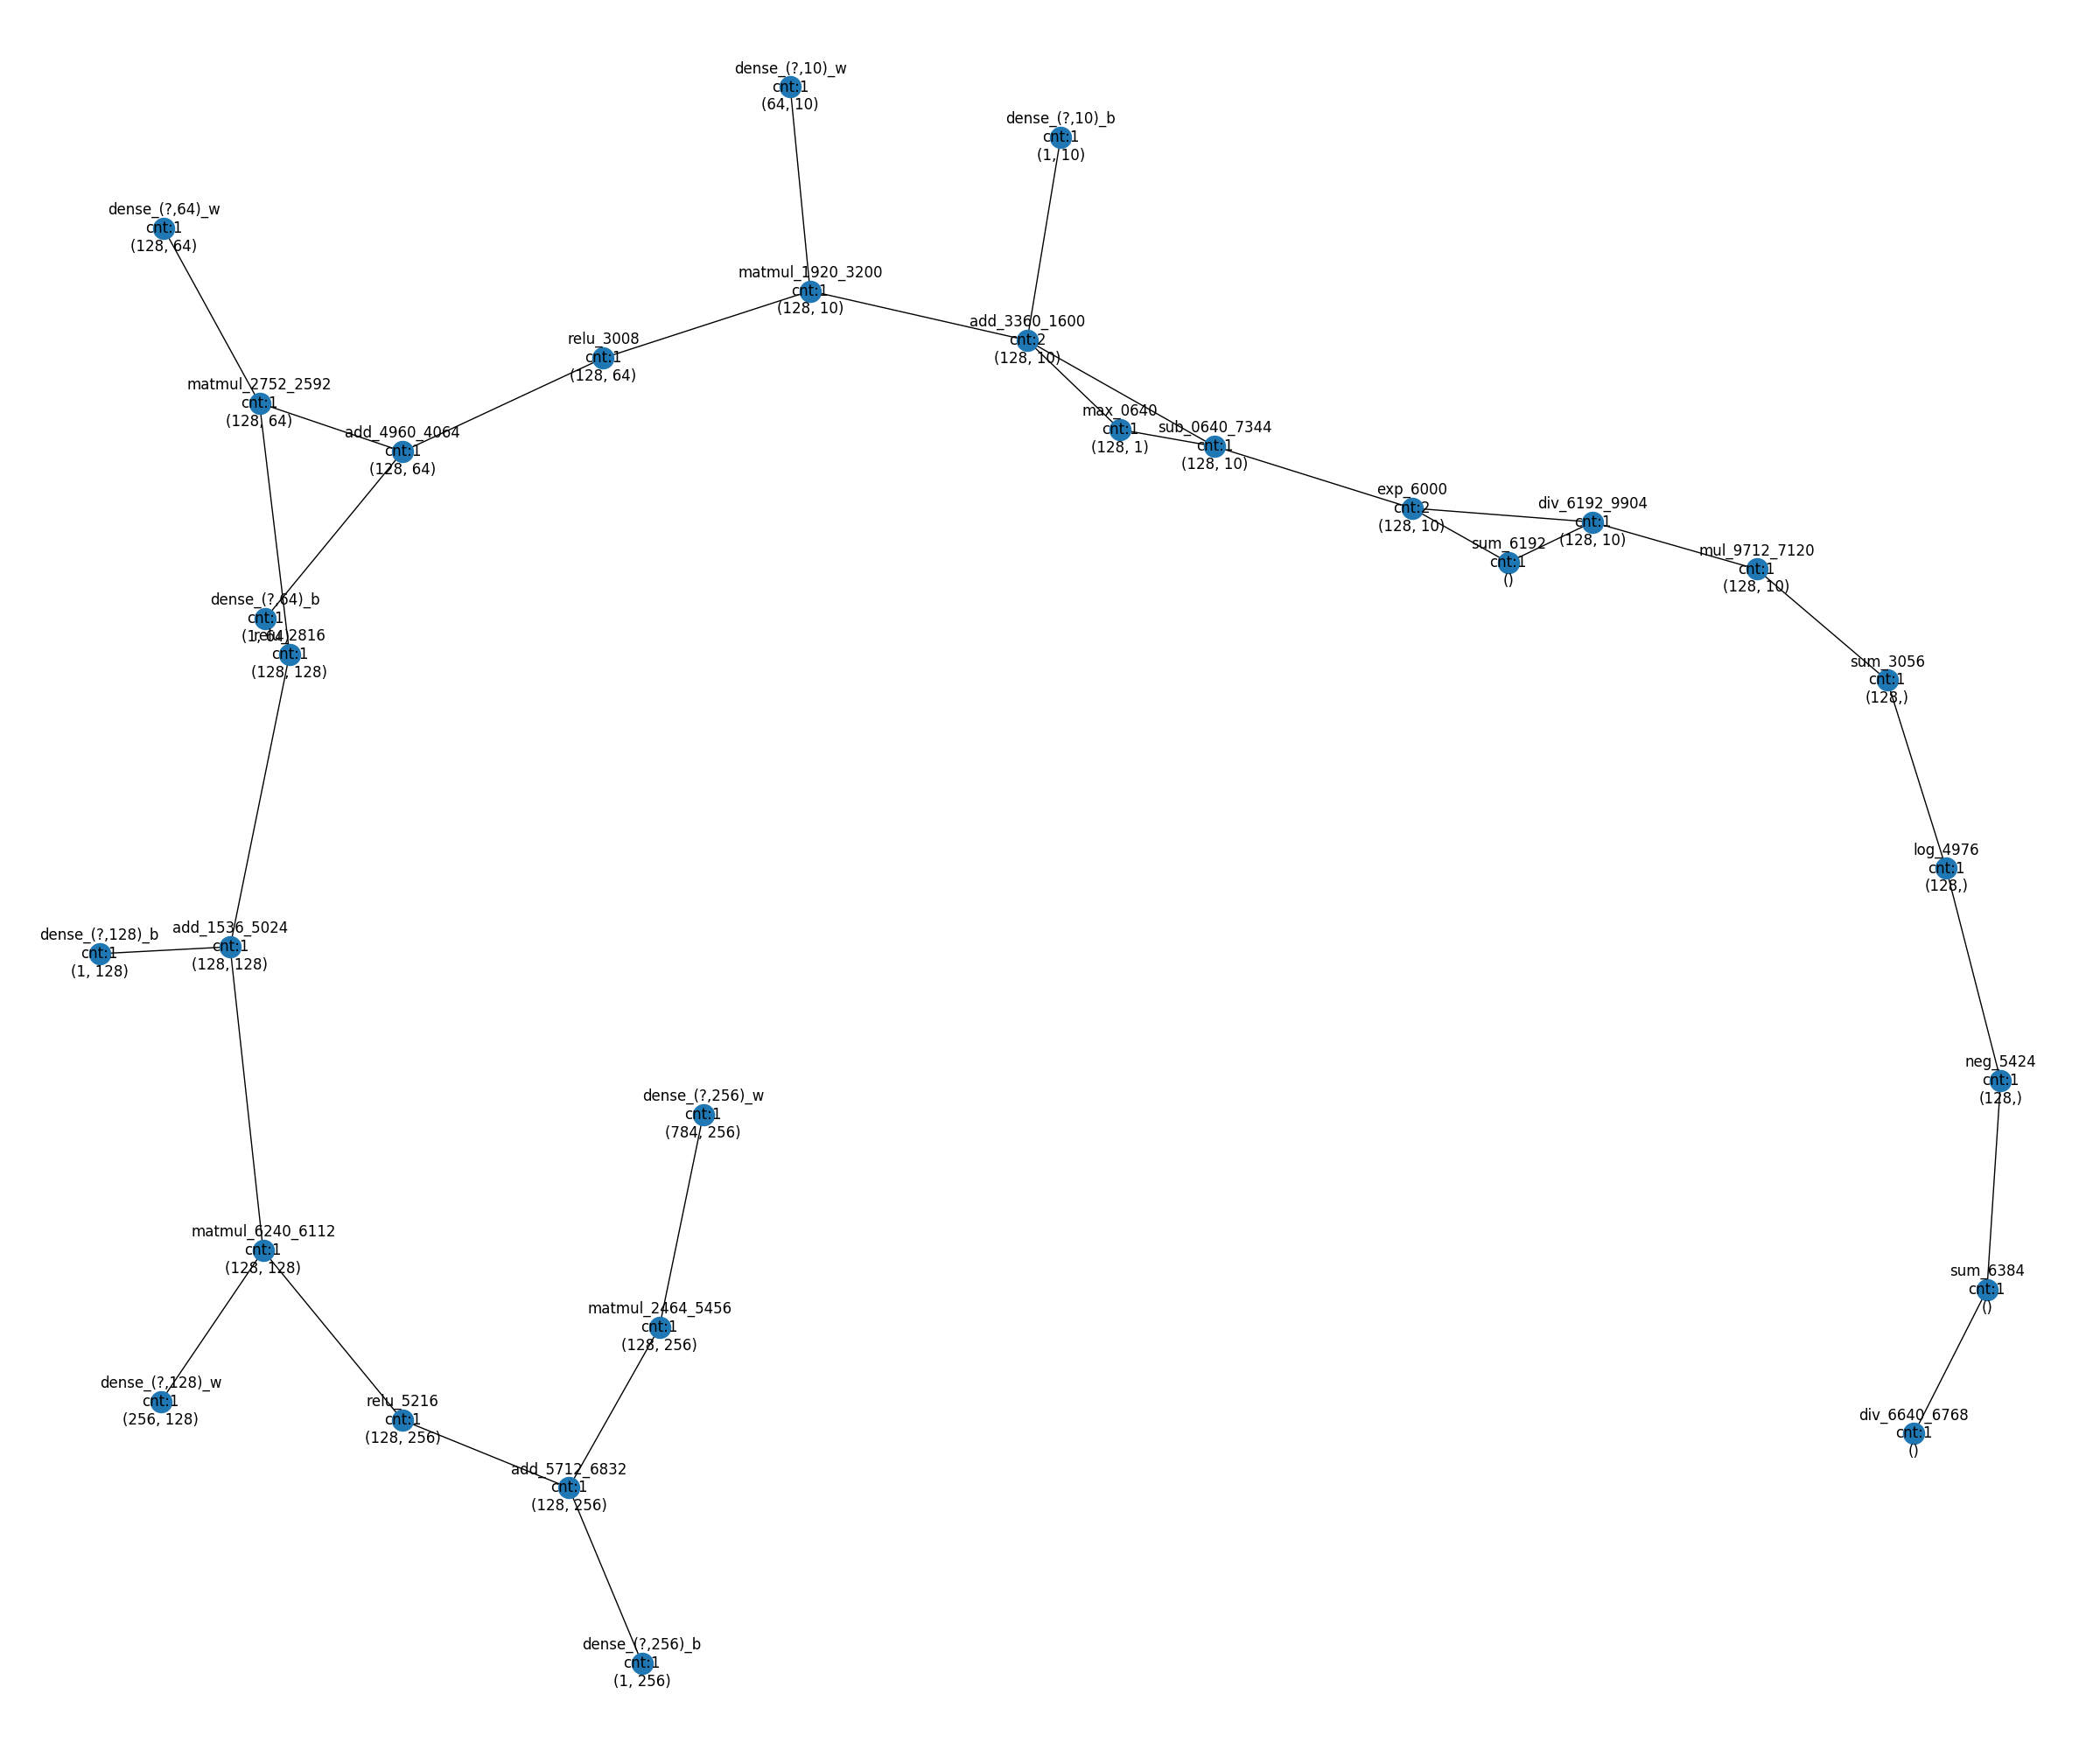 dense_(?,10)_w
cnt:1
(64, 10)
dense_(?,10)_b
cnt:1
(1, 10)
dense_(?,64)_w
cnt:1
(128, 64)
matmul_1920_3200
cnt:1
(128, 10)
add_3360_1600
cnt:2
(128, 10)
relu_3008
cnt:1
(128, 64)
matmul_2752_2592
cnt:1
(128, 64)
max_0640
cnt:1
(128, 1)
sub_0640_7344
cnt:1
(128, 10)
add_4960_4064
cnt:1
(128, 64)
exp_6000
cnt:2
(128, 10)
div_6192_9904
cnt:1
(128, 10)
sum_6192
cnt:1
()
mul_9712_7120
cnt:1
(128, 10)
dense_(?,64)_b
cnt:1
(1, 64)
relu_2816
cnt:1
(128, 128)
sum_3056
cnt:1
(128,)
log_4976
cnt:1
(128,)
add_1536_5024
cnt:1
(128, 128)
dense_(?,128)_b
cnt:1
(1, 128)
neg_5424
cnt:1
(128,)
dense_(?,256)_w
cnt:1
(784, 256)
matmul_6240_6112
cnt:1
(128, 128)
sum_6384
cnt:1
()
matmul_2464_5456
cnt:1
(128, 256)
dense_(?,128)_w
cnt:1
(256, 128)
relu_5216
cnt:1
(128, 256)
div_6640_6768
cnt:1
()
add_5712_6832
cnt:1
(128, 256)
dense_(?,256)_b
cnt:1
(1, 256)